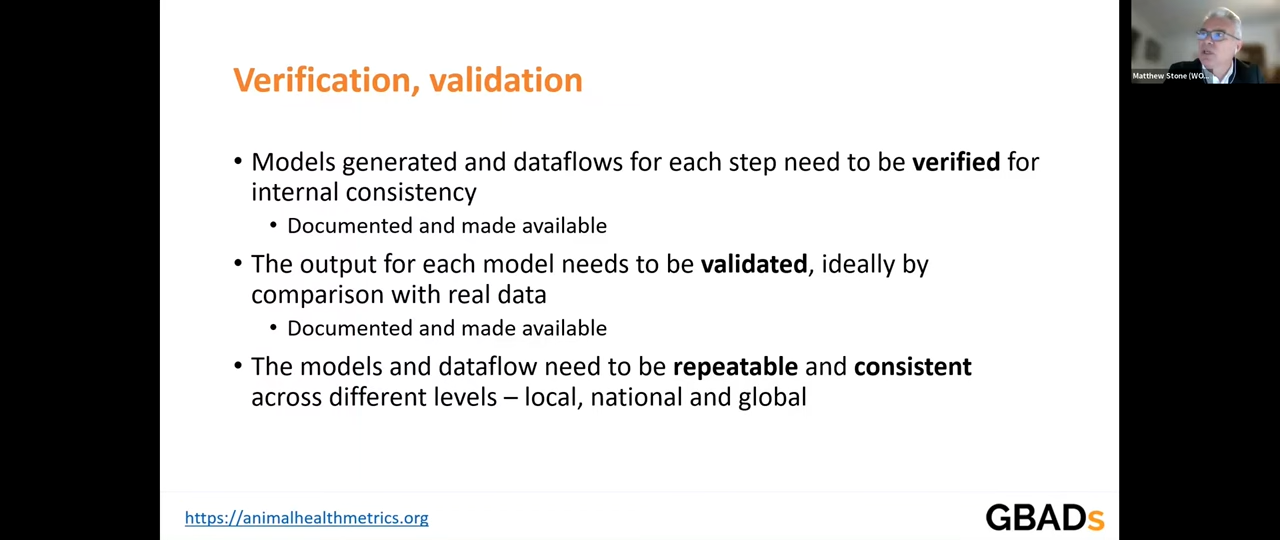 Verification, validation
• Models generated and dataflows for each step need to be verified for
internal consistency
• Documented and made available
• The output for each model needs to be validated, ideally by
comparison with real data
• Documented and made available
• The models and dataflow need to be repeatable and consistent
across different levels – local, national and global
https://animalhealthmetrics.org
GBADs
Matthew Stone (WO...